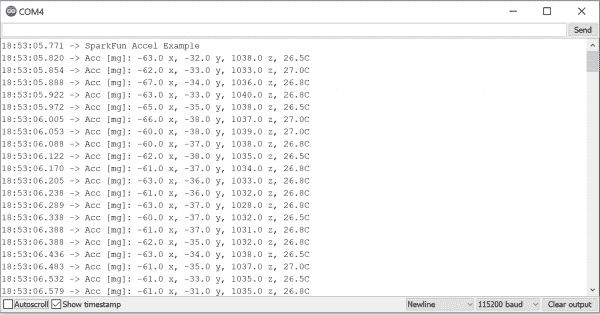 COM4
Send
18:53:05.771 -> SparkFun Accel Example
18:53:05.820 -> Acc [mg]: -63.0 x, -32.0 y, 1038.0 z, 26.5C
18:53:05.854 -> Acc [mg]: -62.0 x, -33.0 y, 1033.0 z, 27.0C
18:53:05.888 -> Acc [mg]: -67.0 x, -34.0 y, 1036.0 z, 26.8C
18:53:05.922 -> Acc [mg]: -63.0 x, -33.0 y, 1040.0 z, 26.8C
18:53:05.972 -> Acc [mg]: -65.0 x, -35.0 y, 1038.0 z, 26.5C
18:53:06.005 -> Acc [mg]: -66.0 x, -38.0 y, 1037.0 z, 27.0C
18:53:06.053 -> Acc [mg]: -60.0 x, -38.0 y, 1039.0 z, 27.0C
18:53:06.088 -> Acc [mg]: -60.0 x, -37.0 y, 1038.0 z, 26.8C
18:53:06.122 -> Acc [mg]: -62.0 x, -38.0 y, 1035.0 z, 26.5C
18:53:06.170 -> Acc [mg]: -61.0 x, -37.0 y, 1034.0 z, 26.8C
18:53:06.205 -> Acc [mg]: -63.0 x, -36.0 y, 1033.0 z, 26.8C
18:53:06.238 -> Acc [mg]: -61.0 x, -36.0 y, 1032.0 z, 26.8C
18:53:06.289 -> Acc [mg]: -63.0 x, -37.0 y, 1028.0 z, 26.8C
18:53:06.338 -> Acc [mg]: -60.0 x, -37.0 y, 1032.0 z, 26.5C
18:53:06.388 -> Acc [mg]: -61.0 x, -37.0 y, 1031.0 z, 26.8C
18:53:06.388 -> Acc [mg]: -62.0 x, -35.0 y, 1032.0 z, 26.8C
18:53:06.436 -> Acc [mg]: -63.0 x, -34.0 y, 1038.0 z, 26.5C
18:53:06.483 -> Acc [mg]: -61.0 x, -35.0 y, 1037.0 z, 27.0C
18:53:06.532 -> Acc [mg]: -61.0 x, -33.0 y, 1035.0 z, 26.5C
18:53:06.579 -> Acc [mg]: -61.0 x, -31.0 y, 1035.0 z, 26.8C
Autoscroll Show timestamp Newline 115200 baud Clear output